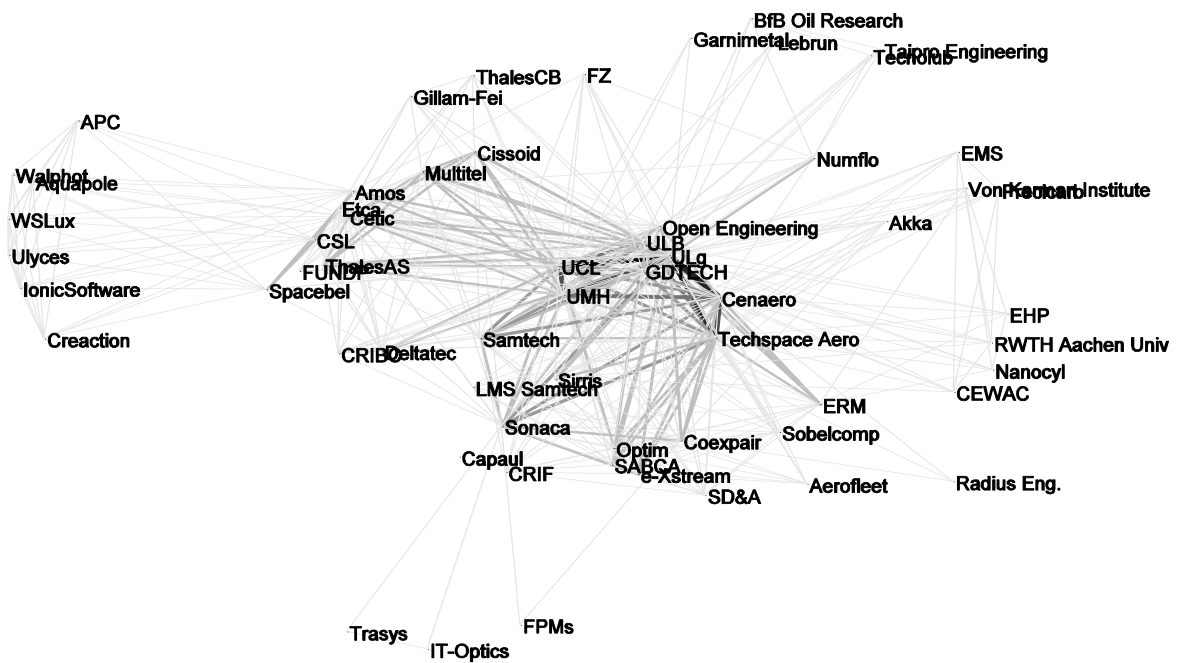 BfB Oil Research
Garnimetal
Lebrun
Taipro Engineering
Techolub
ThalesCB
FZ
Gillam-Fei
APC
Cissoid
Numflo
EMS
Multitel
Walphot
Aquapole
Amos
Von Karman Institute
Etca
Cetic
WSLux
Akka
Open Engineering
CSL
ULB
Ulyces
ULg
ThalesAS
UCL
FUNDP
GDTECH
IonicSoftware
Spacebel
UMH
Cenaero
EHP
Creaction
Samtech
Techspace Aero
RWTH Aachen Univ
CRIBC
Deltatec
Nanocyl
Sirris
LMS Samtech
CEWAC
ERM
Sonaca
Sobelcomp
Coexpair
Optim
Capaul
SABCA
CRIF
e-Xstream
Aerofleet
Radius Eng.
SD&A
FPMs
Trasys
IT-Optics